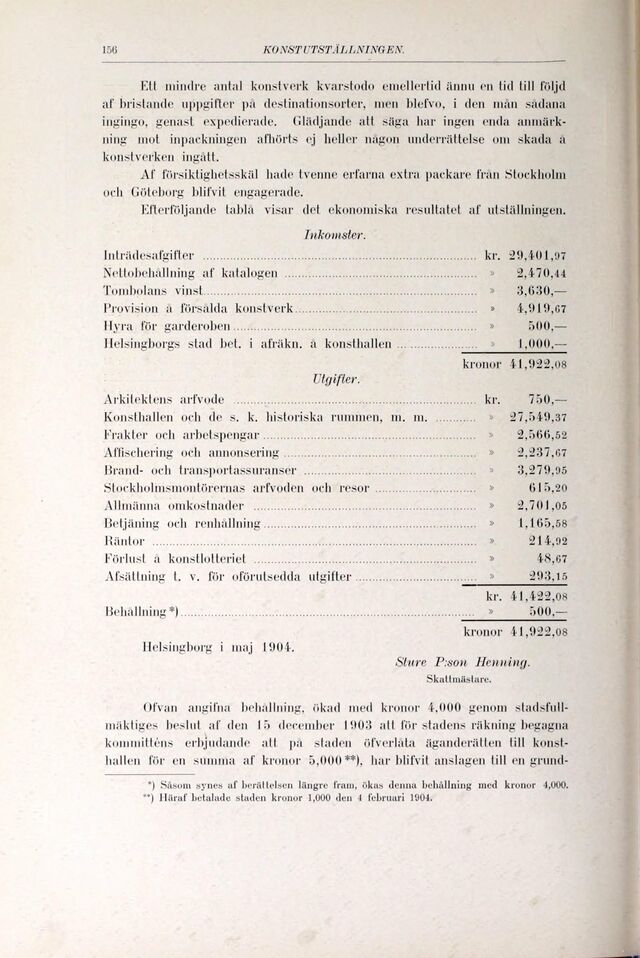 156 KONSTUTSTÄLLNINGEN.
Ett mindre antal konstverk kvarstodo emellertid ännu en tid till följd
af bristande uppgifter på destinationsorter, men blefvo, i den mån sådana
ingingo, genast expedierade. Glädjande att säga har ingen enda anmärk-
ning mot inpackningen afhörts ej heller någon underrättelse om skada å
konstverken ingått.
Af försiktighetsskäl hade tvenne erfarna extra packare från Stockholm
och Göteborg blifvit engagerade.
Efterföljande tablå visar det ekonomiska resultatet af utställningen.
Inkomster.
Inträdesafgifter ........ kr. 29,401,97
Nettobehållning af katalogen ........ » 2,470,44
Tombolans vinst ........ » 3,630,—
Provision å försålda konstverk ........ » 4,919,67
Hyra för garderoben ........ » 500,—
Helsingborgs stad bet. i afräkn. å konsthallen ........ » 1,000,—
kronor 41,922,08
Utgifter.
Arkitektens arfvode ........ kr. 750,—
Konsthallen och de s. k. historiska rummen, m. m. ........ » 27,549,37
Frakter och arbetspengar ........ » 2,566,52
Affischering och annonsering ........ » 2,237,67
Brand- och transportassuranser ........ » 3,279,95
Stockholmsmontörernas arfvoden och resor ........ » 615,20
Allmänna omkostnader ........ » 2,701,05
Betjäning och renhållning ........ » 1,165,58
Räntor ........ » 214,92
Förlust å konstlotteriet ........ » 48,67
Afsättning t. v. för oförutsedda utgifter ........ » 293,15
kr. 41,422,08
Behållning *) ........ » 500,—
kronor 41,922,08
Helsingborg i maj 1904.
Sture P:son Henning.
Skattmästare.
Ofvan angifna behållning, ökad med kronor 4,000 genom stadsfull-
mäktiges beslut af den 15 december 1903 att för stadens räkning begagna
kommitténs erbjudande att på staden öfverlåta äganderätten till konst-
hallen för en summa af kronor 5,000 **), har blifvit anslagen till en grund-
*) Såsom synes af berättelsen längre fram, ökas denna behållning med kronor 4,000.
**) Häraf betalade staden kronor 1,000 den 4 februari 1904.